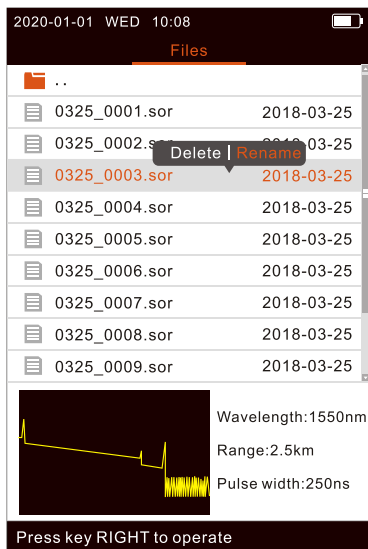 2020-01-01 WED 10:08
Files
..
0325_0001.sor 2018-03-25
0325_0002.sor 2018-03-25
Delete | Rename
0325_0003.sor 2018-03-25
0325_0004.sor 2018-03-25
0325_0005.sor 2018-03-25
0325_0006.sor 2018-03-25
0325_0007.sor 2018-03-25
0325_0008.sor 2018-03-25
0325_0009.sor 2018-03-25
Wavelength:1550nm
Range:2.5km
Pulse width:250ns
Press key RIGHT to operate